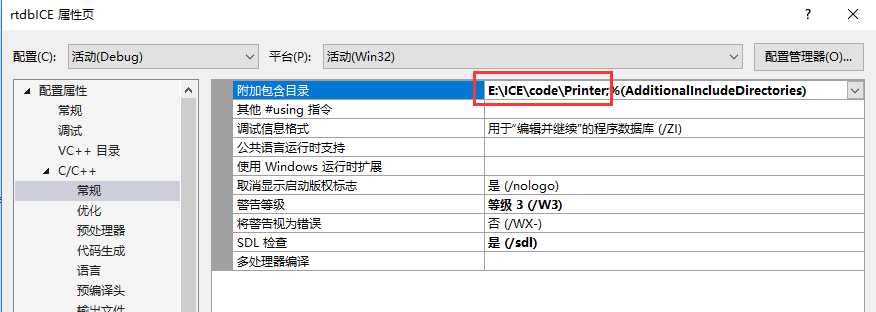 rtdbICE 属性页
? ×
配置(C): 活动(Debug) 平台(P): 活动(Win32) 配置管理器(O)...
配置属性
常规
调试
VC++ 目录
C/C++
常规
优化
预处理器
代码生成
语言
预编译头
输出文件
附加包含目录 E:\ICE\code\Printer;%(AdditionalIncludeDirectories)
其他 #using 指令
调试信息格式 用于“编辑并继续”的程序数据库 (/ZI)
公共语言运行时支持
使用 Windows 运行时扩展
取消显示启动版权标志 是 (/nologo)
警告等级 等级 3 (/W3)
将警告视为错误 否 (/WX-)
SDL 检查 是 (/sdl)
多处理器编译